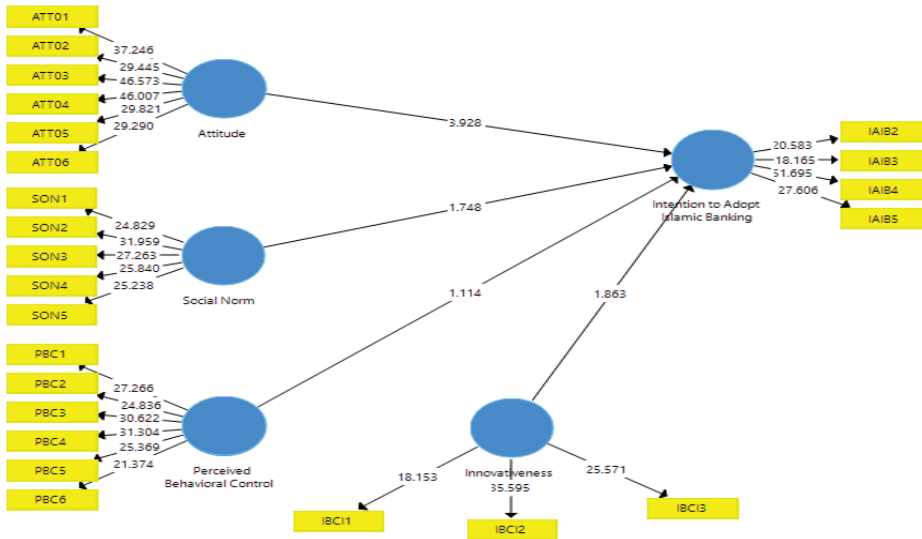 ATT01
ATT02
ATT03
ATT04
ATT05
ATT06
37.246
29.445
46.573
46.007
29.821
29.290
Attitude
3.928
SON1
SON2
SON3
SON4
SON5
24.829
31.959
27.263
25.840
25.238
Social Norm
1.748
PBC1
PBC2
PBC3
PBC4
PBC5
PBC6
27.266
24.836
30.622
31.304
25.369
21.374
Perceived
Behavioral Control
1.114
Intention to Adopt
Islamic Banking
20.583
18.165
27.606
IAIB2
IAIB3
IAIB4
IAIB5
1.863
Innovativeness
18.153
35.595
25.571
IBCI1
IBCI2
IBCI3